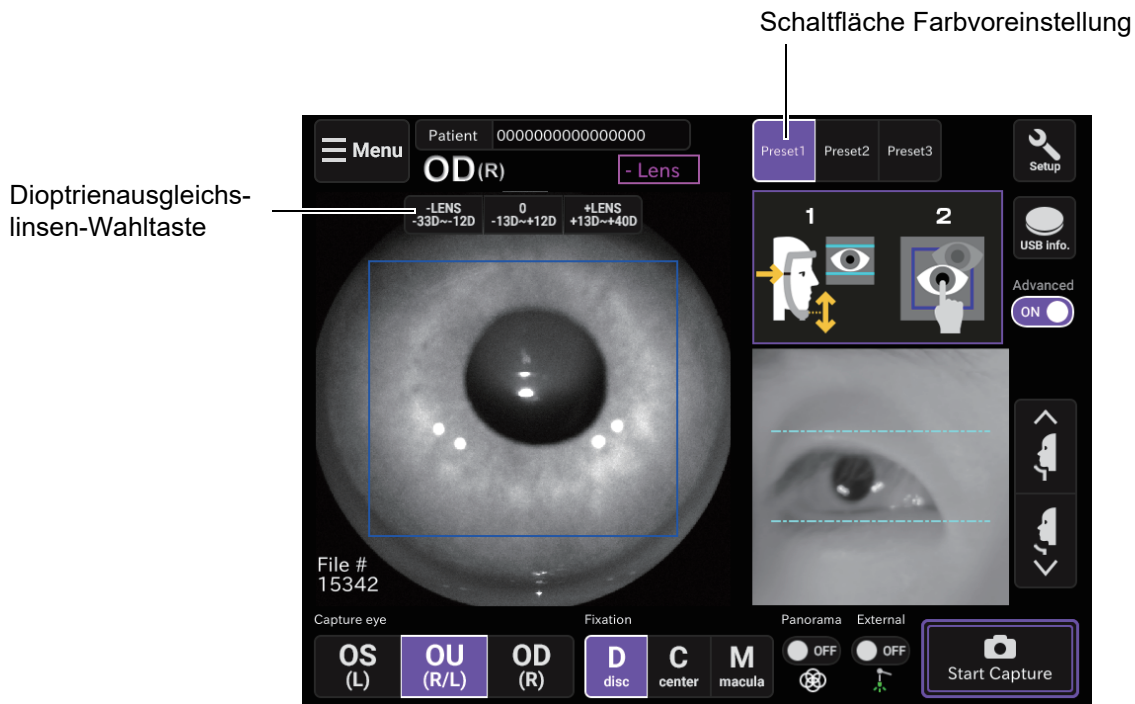 Schaltfläche Farbvoreinstellung
Menu
Patient 0000000000000000
OD(R)
- Lens
Preset1 Preset2 Preset3
Setup
Dioptrienausgleichs-
linsen-Wahltaste
-LENS
-33D~-12D
0
-13D~+12D
+LENS
+13D~+40D
1 2
USB info.
Advanced
ON
File #
15342
Capture eye
OS
(L)
OU
(R/L)
OD
(R)
Fixation
D
disc
C
center
M
macula
Panorama
OFF
External
OFF
Start Capture